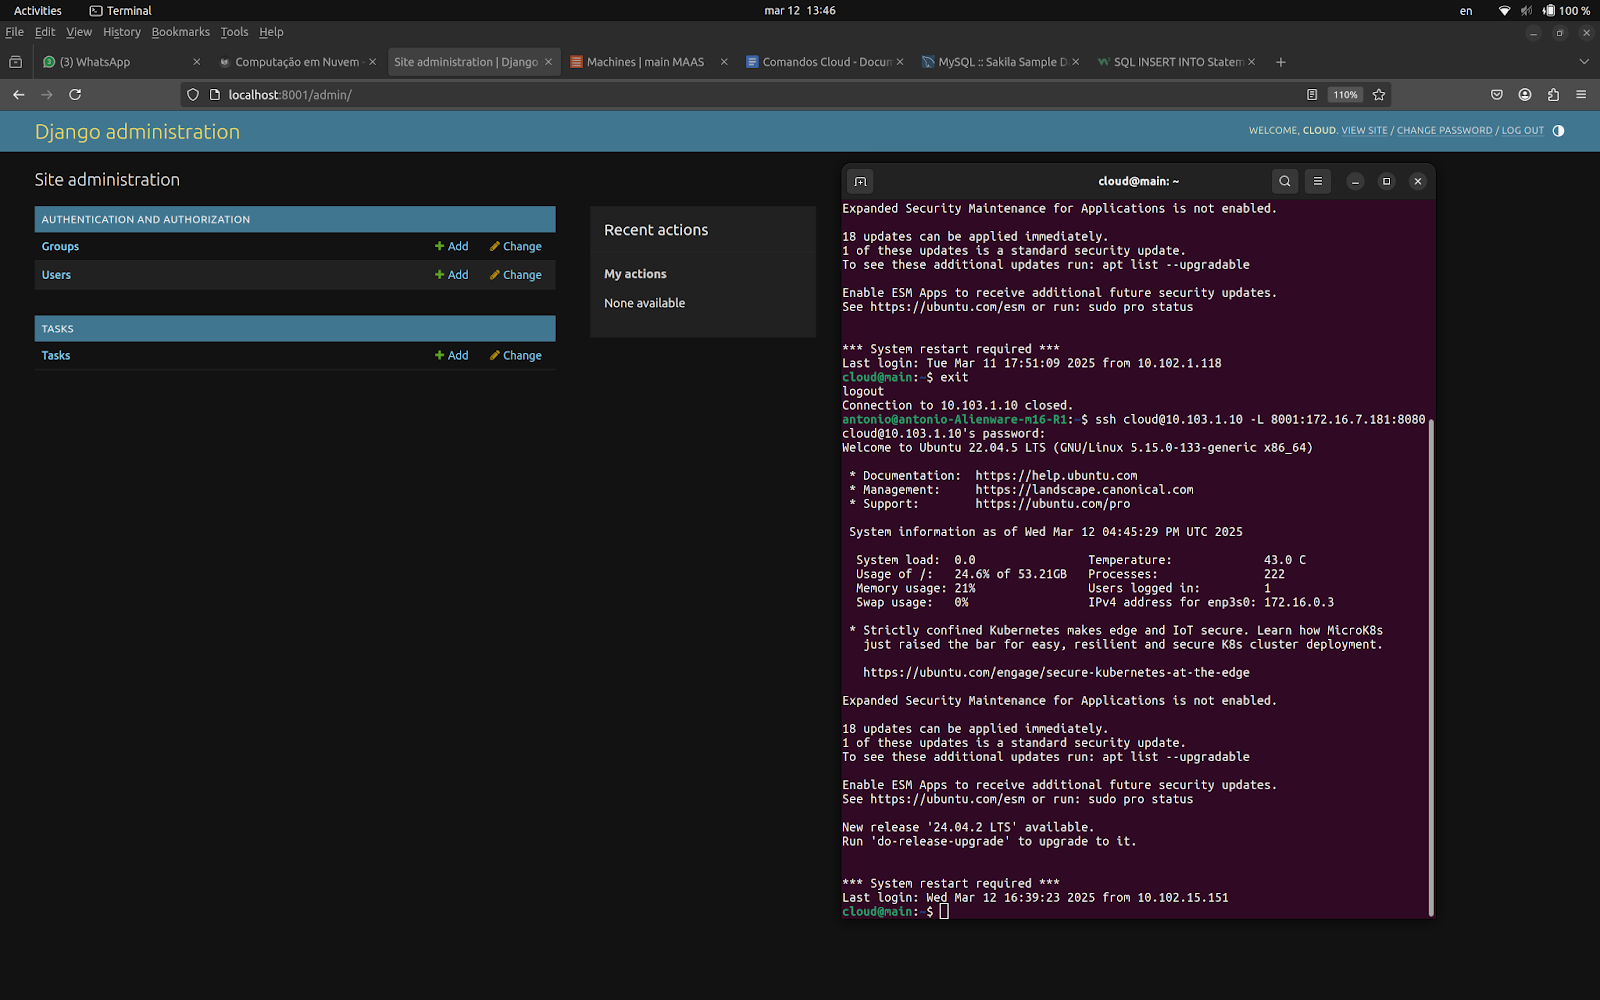 Activities Terminal mar 12 13:46 en 100 %
File Edit View History Bookmarks Tools Help
(3) WhatsApp Computação em Nuvem - Site administration | Django Machines | main MAAS Comandos Cloud - Docum MySQL :: Sakila Sample D SQL INSERT INTO Statem
localhost:8001/admin/ 110%
Django administration
WELCOME, CLOUD. VIEW SITE / CHANGE PASSWORD / LOG OUT
Site administration
AUTHENTICATION AND AUTHORIZATION
Groups Add Change
Users Add Change
TASKS
Tasks Add Change
Recent actions
My actions
None available
cloud@main: ~
Expanded Security Maintenance for Applications is not enabled.
18 updates can be applied immediately.
1 of these updates is a standard security update.
To see these additional updates run: apt list --upgradable
Enable ESM Apps to receive additional future security updates.
See https://ubuntu.com/esm or run: sudo pro status
*** System restart required ***
Last login: Tue Mar 11 17:51:09 2025 from 10.102.1.118
cloud@main:~$ exit
logout
Connection to 10.103.1.10 closed.
antonio@antonio-Alienware-m16-R1:~$ ssh cloud@10.103.1.10 -L 8001:172.16.7.181:8080
cloud@10.103.1.10's password:
Welcome to Ubuntu 22.04.5 LTS (GNU/Linux 5.15.0-133-generic x86_64)
* Documentation: https://help.ubuntu.com
* Management: https://landscape.canonical.com
* Support: https://ubuntu.com/pro
System information as of Wed Mar 12 04:45:29 PM UTC 2025
System load: 0.0 Temperature: 43.0 C
Usage of /: 24.6% of 53.21GB Processes: 222
Memory usage: 21% Users logged in: 1
Swap usage: 0% IPv4 address for enp3s0: 172.16.0.3
* Strictly confined Kubernetes makes edge and IoT secure. Learn how MicroK8s
just raised the bar for easy, resilient and secure K8s cluster deployment.
https://ubuntu.com/engage/secure-kubernetes-at-the-edge
Expanded Security Maintenance for Applications is not enabled.
18 updates can be applied immediately.
1 of these updates is a standard security update.
To see these additional updates run: apt list --upgradable
Enable ESM Apps to receive additional future security updates.
See https://ubuntu.com/esm or run: sudo pro status
New release '24.04.2 LTS' available.
Run 'do-release-upgrade' to upgrade to it.
*** System restart required ***
Last login: Wed Mar 12 16:39:23 2025 from 10.102.15.151
cloud@main:~$